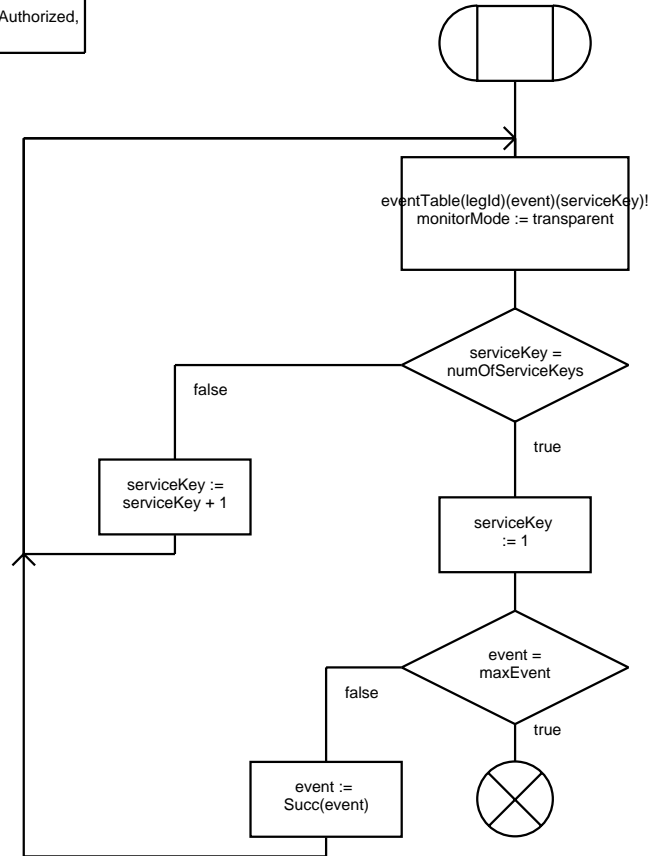 Authorized,
eventTable(legId)(event)(serviceKey)!
monitorMode := transparent
serviceKey =
numOfServiceKeys
false
true
serviceKey :=
serviceKey + 1
serviceKey
:= 1
event =
maxEvent
false
true
event :=
Succ(event)